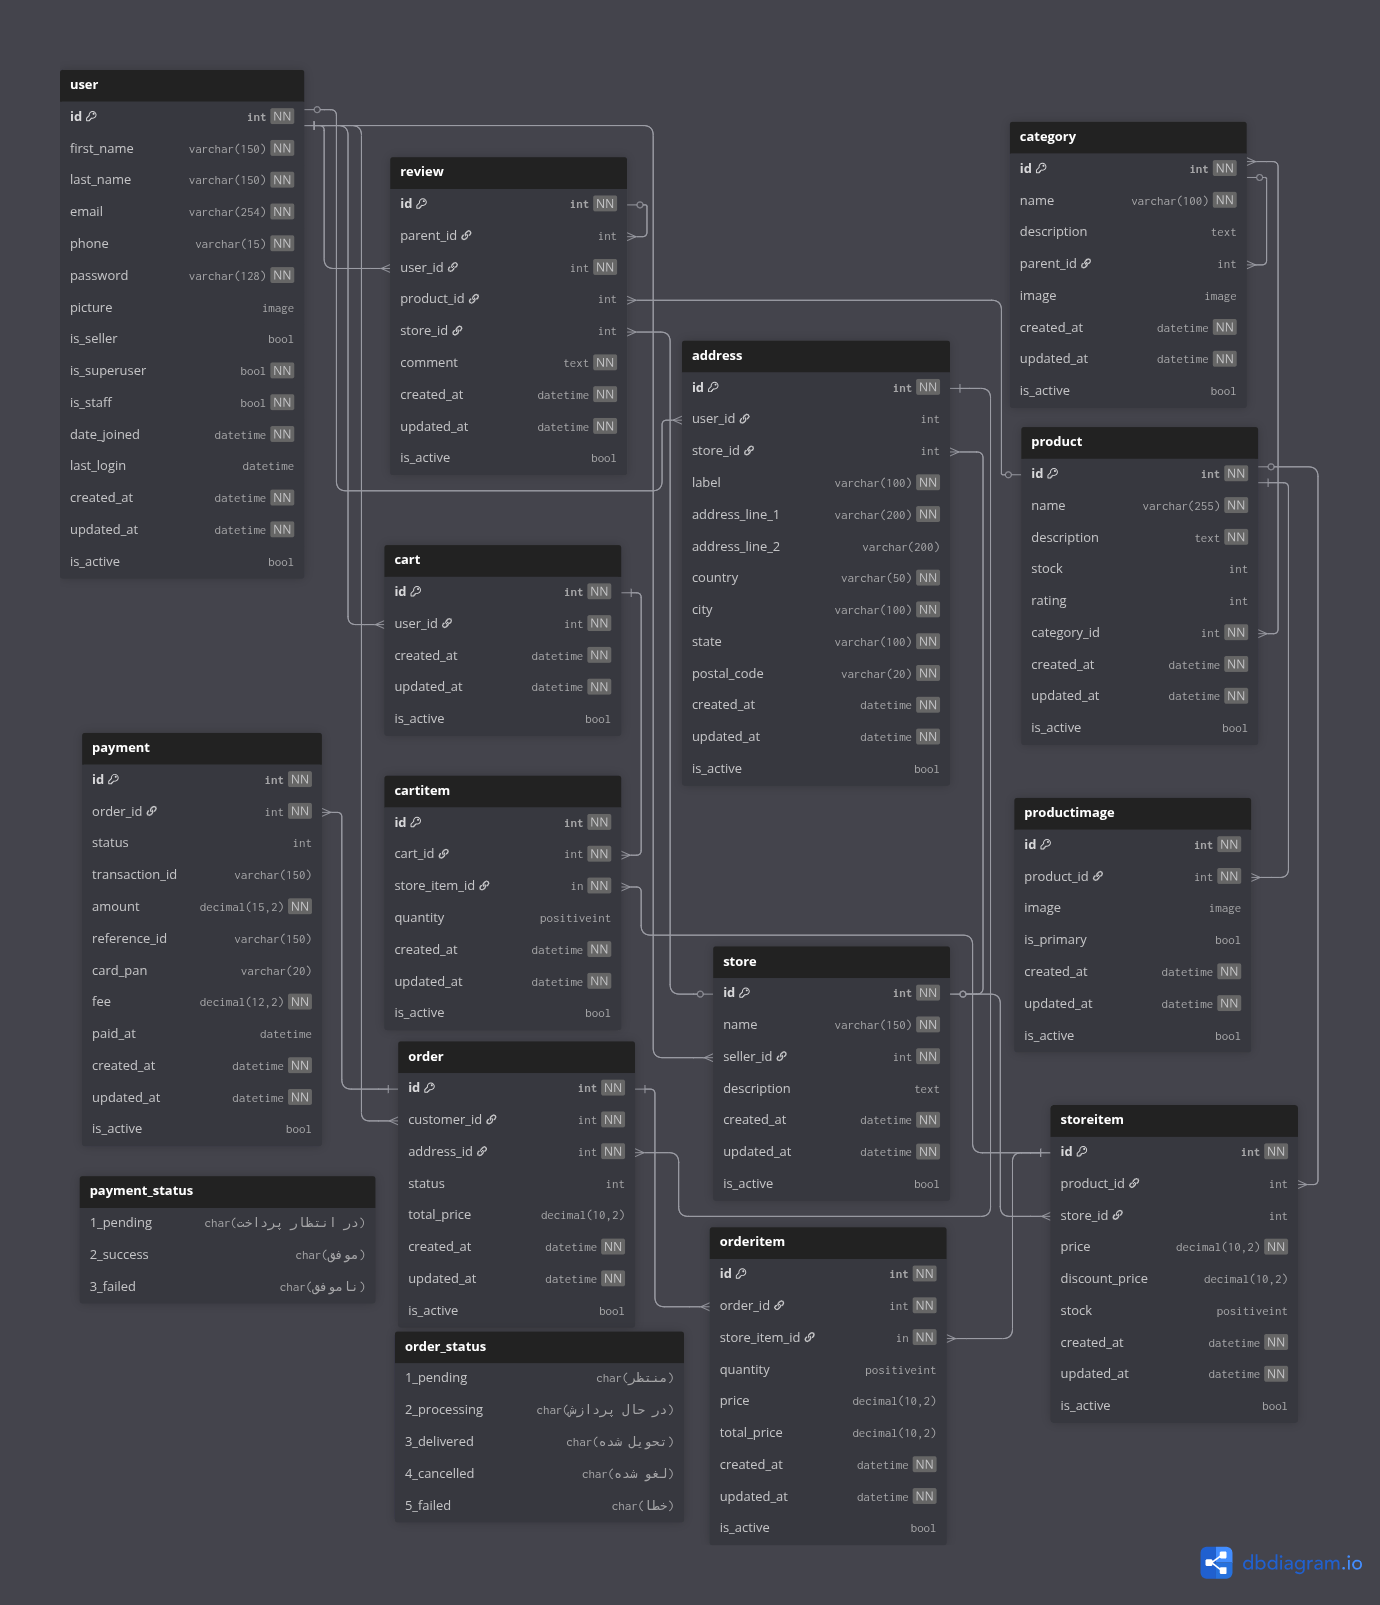 user
id int NN
first_name varchar(150) NN
last_name varchar(150) NN
email varchar(254) NN
phone varchar(15) NN
password varchar(128) NN
picture image
is_seller bool
is_superuser bool NN
is_staff bool NN
date_joined datetime NN
last_login datetime
created_at datetime NN
updated_at datetime NN
is_active bool
review
id int NN
parent_id int
user_id int NN
product_id int
store_id int
comment text NN
created_at datetime NN
updated_at datetime NN
is_active bool
category
id int NN
name varchar(100) NN
description text
parent_id int
image image
created_at datetime NN
updated_at datetime NN
is_active bool
address
id int NN
user_id int
store_id int
label varchar(100) NN
address_line_1 varchar(200) NN
address_line_2 varchar(200)
country varchar(50) NN
city varchar(100) NN
state varchar(100) NN
postal_code varchar(20) NN
created_at datetime NN
updated_at datetime NN
is_active bool
product
id int NN
name varchar(255) NN
description text NN
stock int
rating int
category_id int NN
created_at datetime NN
updated_at datetime NN
is_active bool
cart
id int NN
user_id int NN
created_at datetime NN
updated_at datetime NN
is_active bool
payment
id int NN
order_id int NN
status int
transaction_id varchar(150)
amount decimal(15,2) NN
reference_id varchar(150)
card_pan varchar(20)
fee decimal(12,2) NN
paid_at datetime
created_at datetime NN
updated_at datetime NN
is_active bool
cartitem
id int NN
cart_id int NN
store_item_id in NN
quantity positiveint
created_at datetime NN
updated_at datetime NN
is_active bool
productimage
id int NN
product_id int NN
image image
is_primary bool
created_at datetime NN
updated_at datetime NN
is_active bool
store
id int NN
name varchar(150) NN
seller_id int NN
description text
created_at datetime NN
updated_at datetime NN
is_active bool
order
id int NN
customer_id int NN
address_id int NN
status int
total_price decimal(10,2)
created_at datetime NN
updated_at datetime NN
is_active bool
storeitem
id int NN
product_id int
store_id int
price decimal(10,2) NN
discount_price decimal(10,2)
stock positiveint
created_at datetime NN
updated_at datetime NN
is_active bool
payment_status
1_pending char(در انتظار پرداخت)
2_success char(موفق)
3_failed char(ناموفق)
orderitem
id int NN
order_id int NN
store_item_id in NN
quantity positiveint
price decimal(10,2)
total_price decimal(10,2)
created_at datetime NN
updated_at datetime NN
is_active bool
order_status
1_pending char(منتظر)
2_processing char(در حال پردازش)
3_delivered char(تحویل شده)
4_cancelled char(لغو شده)
5_failed char(خطا)
dbdiagram.io